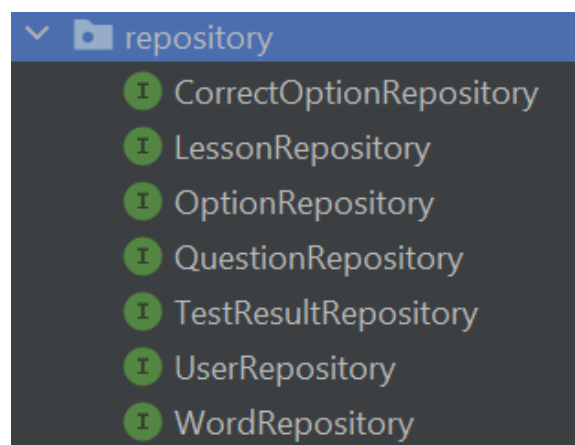 repository
I CorrectOptionRepository
I LessonRepository
I OptionRepository
I QuestionRepository
I TestResultRepository
I UserRepository
I WordRepository